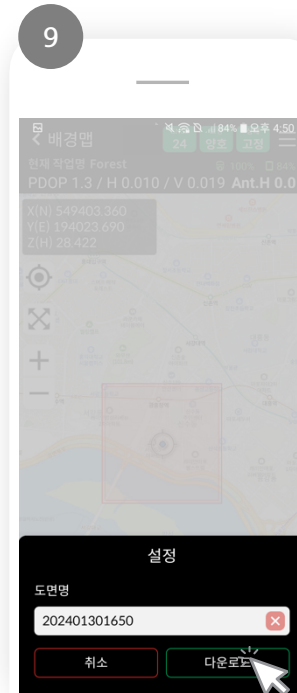 9
84% 오후 4:50
배경맵
24 양호 고정
현재 작업명 Forest 100% 84%
PDOP 1.3 / H 0.010 / V 0.019 Ant.H 0.0
X(N) 549403.360
Y(E) 194023.690
Z(H) 28.422
설정
도면명
202401301650
취소 다운로드